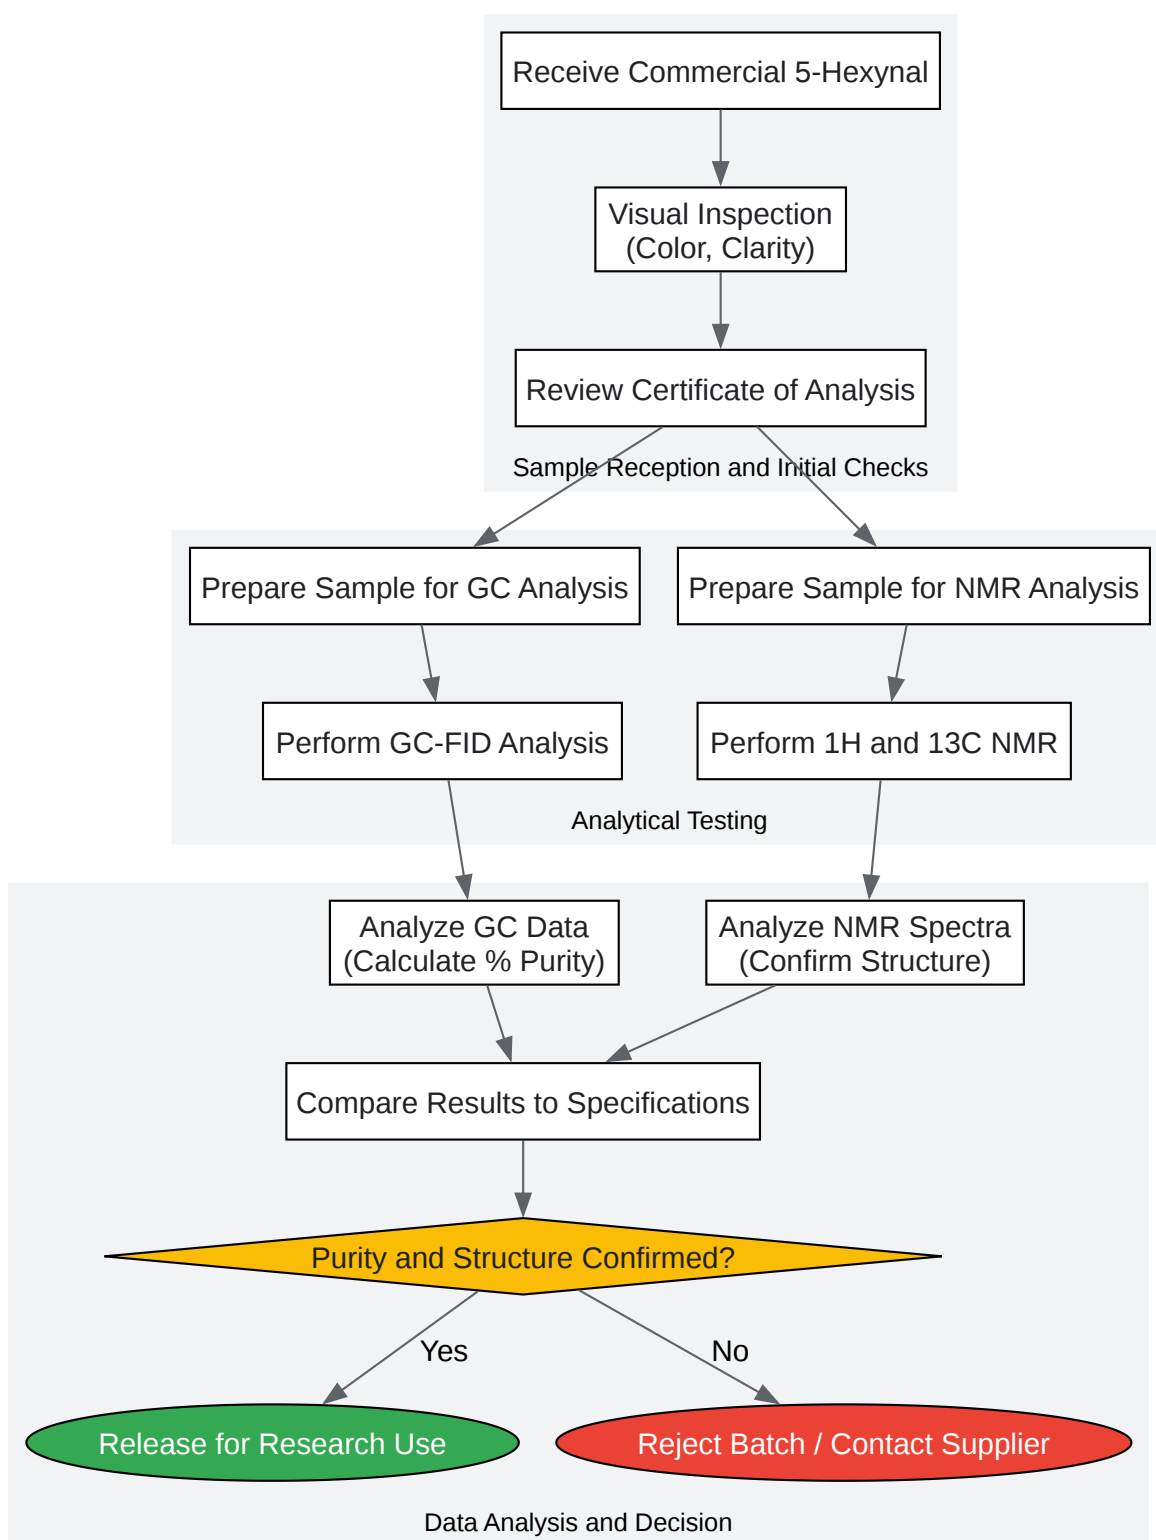 Receive Commercial 5-Hexynal
Visual Inspection
(Color, Clarity)
Review Certificate of Analysis
Sample Reception and Initial Checks
Prepare Sample for GC Analysis
Prepare Sample for NMR Analysis
Perform GC-FID Analysis
Perform 1H and 13C NMR
Analytical Testing
Analyze GC Data
(Calculate % Purity)
Analyze NMR Spectra
(Confirm Structure)
Compare Results to Specifications
Purity and Structure Confirmed?
Yes
No
Release for Research Use
Reject Batch / Contact Supplier
Data Analysis and Decision